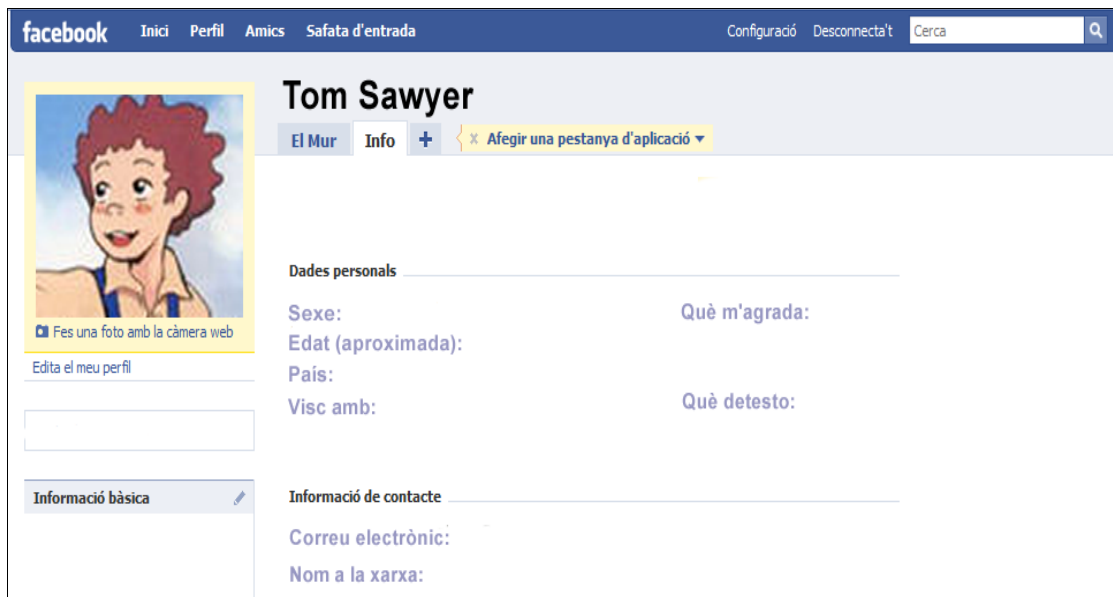 facebook Inici Perfil Amics Safata d'entrada Configuració Desconnecta't Cerca
Tom Sawyer
El Mur Info + x Afegir una pestanya d'aplicació
Fes una foto amb la càmera web
Edita el meu perfil
Informació bàsica
Dades personals
Sexe:
Edat (aproximada):
País:
Visc amb:
Què m'agrada:
Què detesto:
Informació de contacte
Correu electrònic:
Nom a la xarxa: